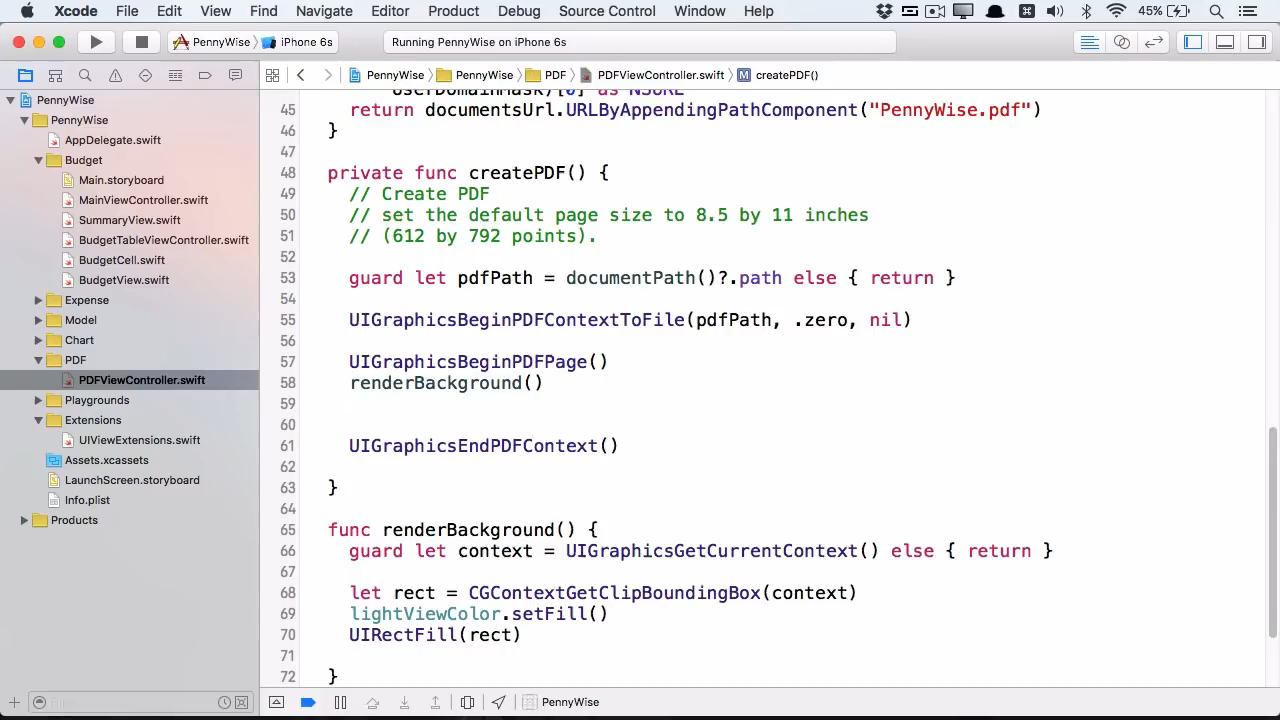 Xcode File Edit View Find Navigate Editor Product Debug Source Control Window Help 45%
PennyWise iPhone 6s Running PennyWise on iPhone 6s
PennyWise PennyWise PDF PDFViewController.swift M createPDF()
PennyWise
PennyWise
AppDelegate.swift
Budget
Main.storyboard
MainViewController.swift
SummaryView.swift
BudgetTableViewController.swift
BudgetCell.swift
BudgetView.swift
Expense
Model
Chart
PDF
PDFViewController.swift
Playgrounds
Extensions
UIViewExtensions.swift
Assets.xcassets
LaunchScreen.storyboard
Info.plist
Products
UserDomainMask)[0] as NSURL
45 return documentsUrl.URLByAppendingPathComponent("PennyWise.pdf")
46 }
47
48 private func createPDF() {
49 // Create PDF
50 // set the default page size to 8.5 by 11 inches
51 // (612 by 792 points).
52
53 guard let pdfPath = documentPath()?.path else { return }
54
55 UIGraphicsBeginPDFContextToFile(pdfPath, .zero, nil)
56
57 UIGraphicsBeginPDFPage()
58 renderBackground()
59
60
61 UIGraphicsEndPDFContext()
62
63 }
64
65 func renderBackground() {
66 guard let context = UIGraphicsGetCurrentContext() else { return }
67
68 let rect = CGContextGetClipBoundingBox(context)
69 lightViewColor.setFill()
70 UIRectFill(rect)
71
72 }
PennyWise